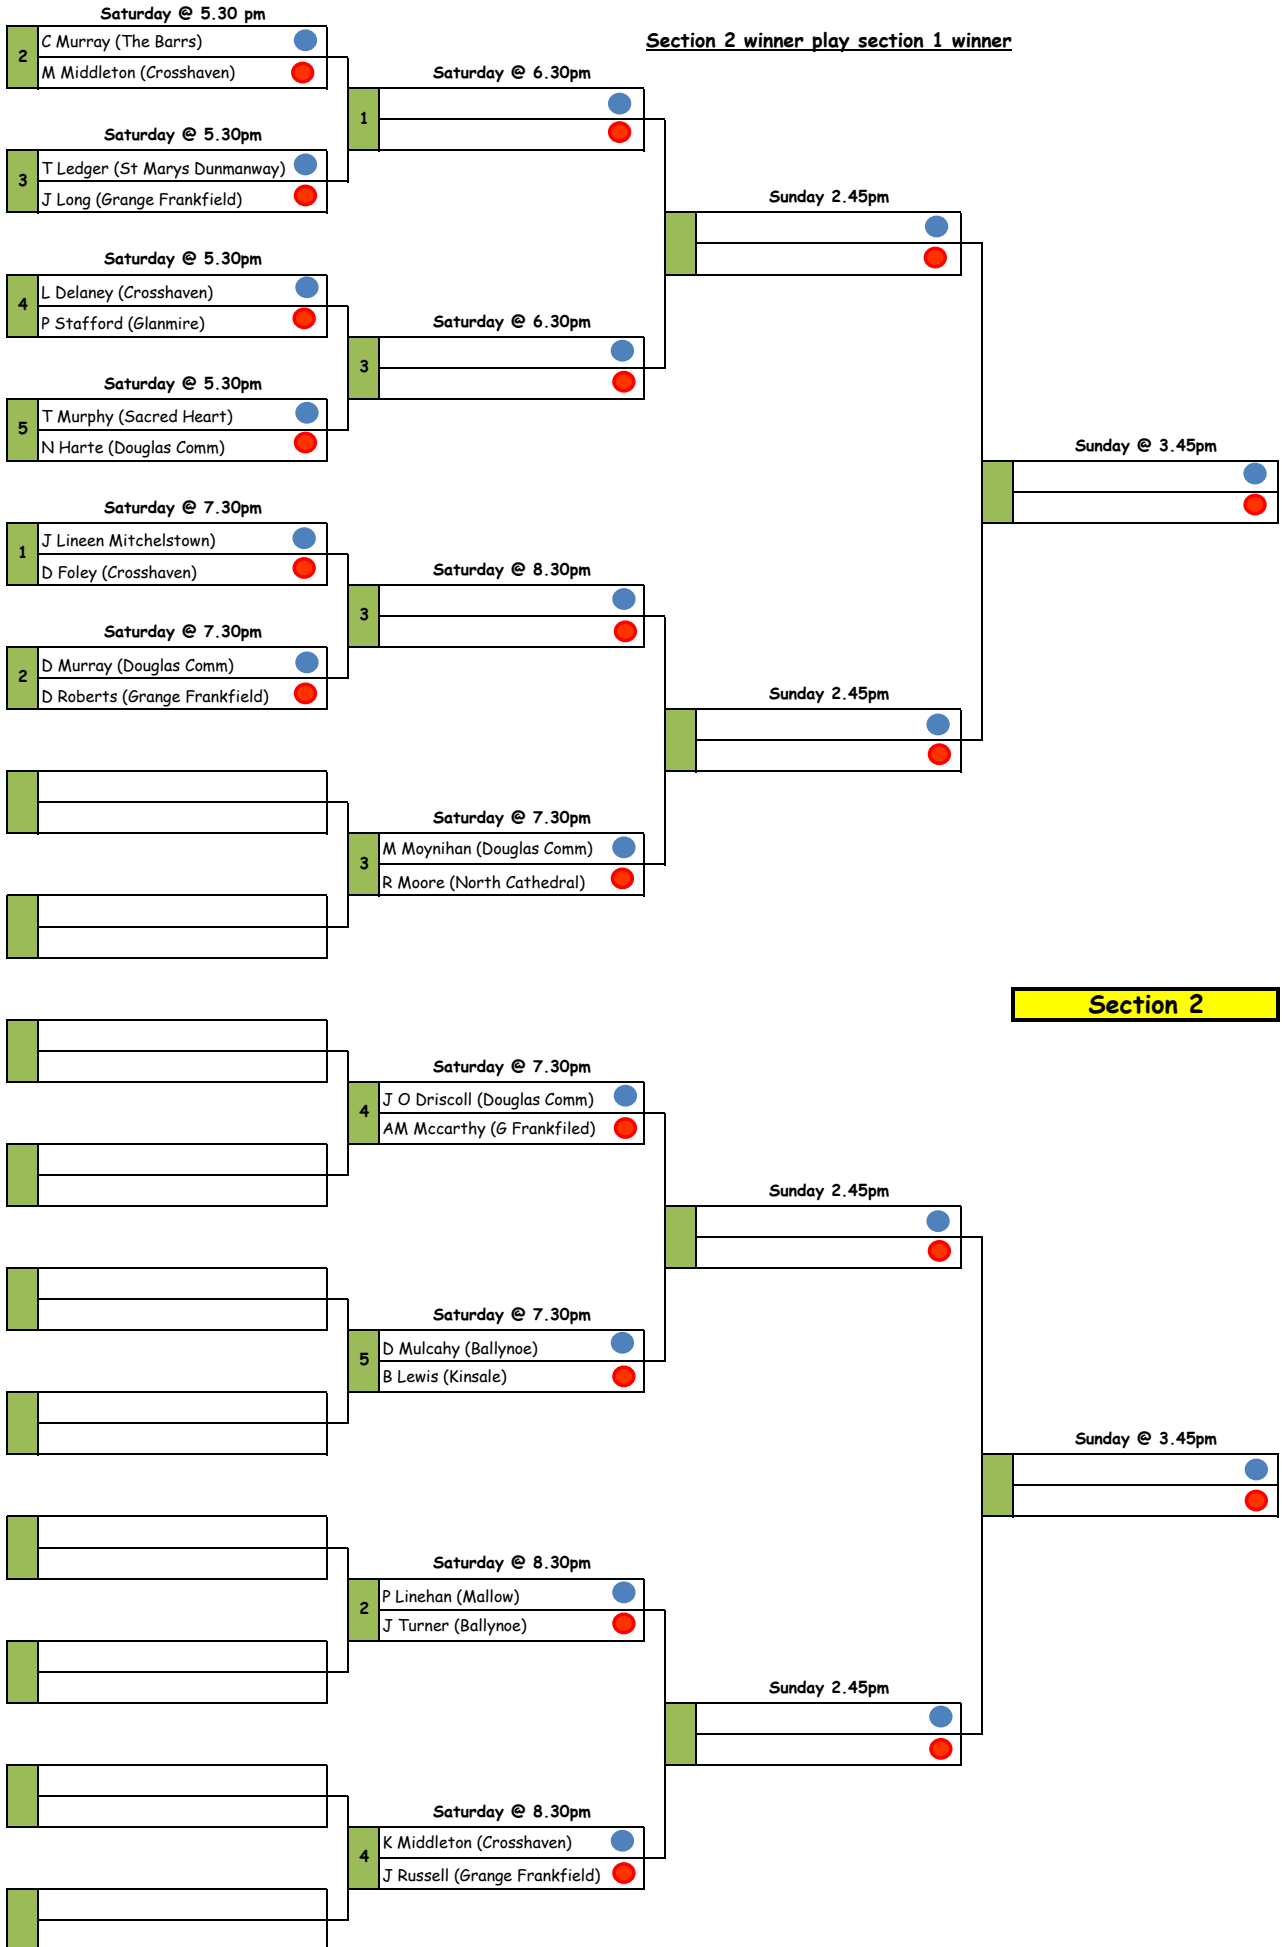 Saturday @ 5.30 pm
2
C Murray (The Barrs)
M Middleton (Crosshaven)
Section 2 winner play section 1 winner
Saturday @ 6.30pm
1
Saturday @ 5.30pm
3
T Ledger (St Marys Dunmanway)
J Long (Grange Frankfield)
Sunday 2.45pm
Saturday @ 5.30pm
4
L Delaney (Crosshaven)
P Stafford (Glanmire)
Saturday @ 6.30pm
3
Saturday @ 5.30pm
5
T Murphy (Sacred Heart)
N Harte (Douglas Comm)
Sunday @ 3.45pm
Saturday @ 7.30pm
1
J Lineen Mitchelstown)
D Foley (Crosshaven)
Saturday @ 8.30pm
3
Saturday @ 7.30pm
2
D Murray (Douglas Comm)
D Roberts (Grange Frankfield)
Sunday 2.45pm
Saturday @ 7.30pm
3
M Moynihan (Douglas Comm)
R Moore (North Cathedral)
Section 2
Saturday @ 7.30pm
4
J O Driscoll (Douglas Comm)
AM Mccarthy (G Frankfiled)
Sunday 2.45pm
Saturday @ 7.30pm
5
D Mulcahy (Ballynoe)
B Lewis (Kinsale)
Sunday @ 3.45pm
Saturday @ 8.30pm
2
P Linehan (Mallow)
J Turner (Ballynoe)
Sunday 2.45pm
Saturday @ 8.30pm
4
K Middleton (Crosshaven)
J Russell (Grange Frankfield)